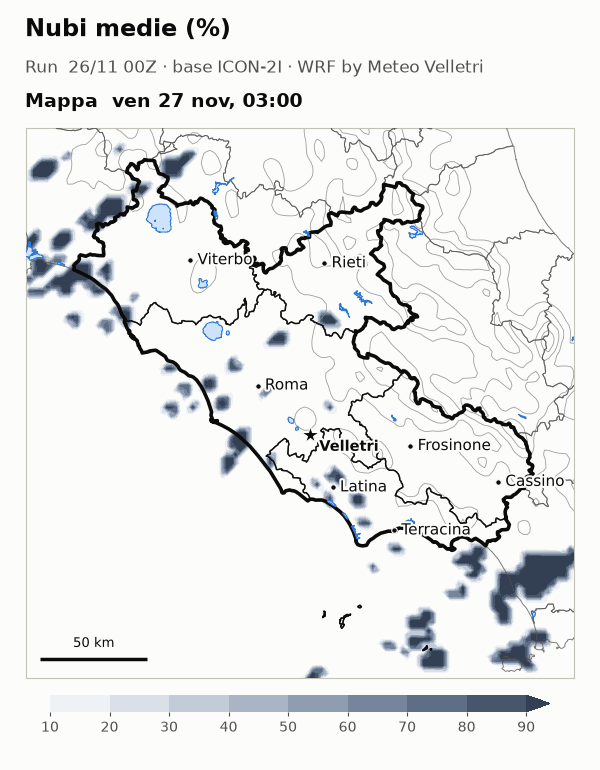 Nubi medie (%)
Run  26/11 00Z · base ICON-2I · WRF by Meteo Velletri
Mappa  ven 27 nov, 03:00
Viterbo
Rieti
Roma
Velletri
Frosinone
Latina
Cassino
Terracina
50 km
10 20 30 40 50 60 70 80 90